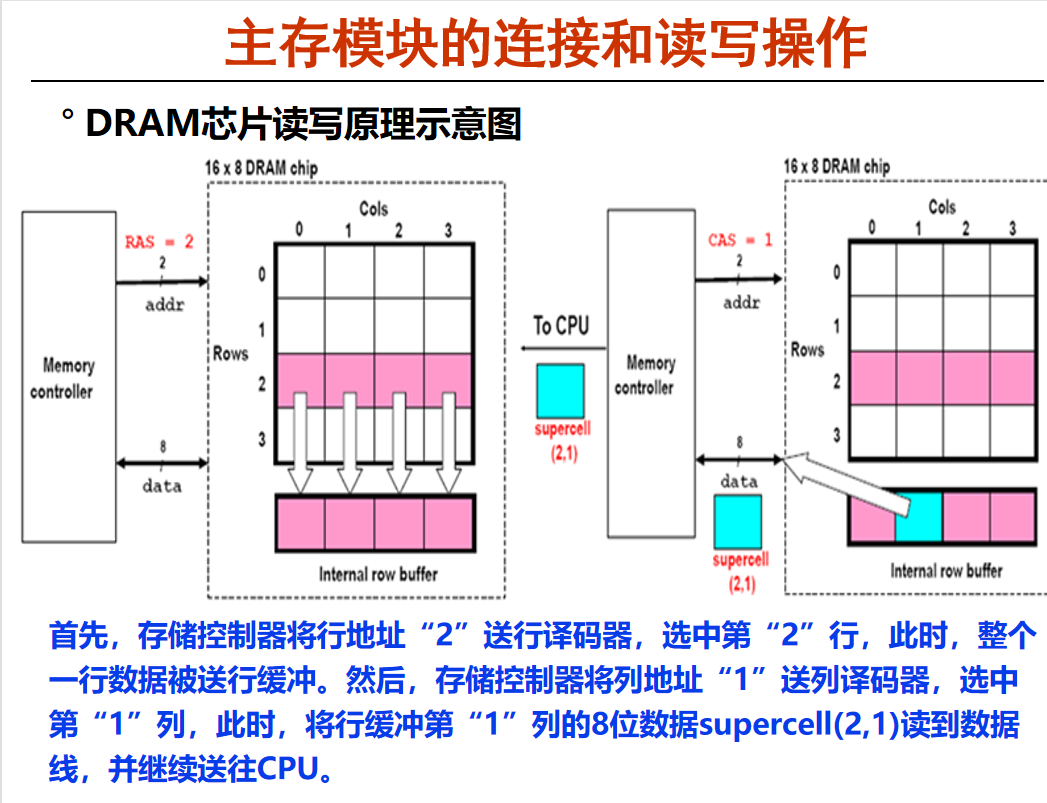 主存模块的连接和读写操作
° DRAM芯片读写原理示意图
16 x 8 DRAM chip
Cols
0 1 2 3
RAS = 2
2
addr
0
1
Rows
2
3
Memory
controller
8
data
Internal row buffer
To CPU
supercell
(2,1)
16 x 8 DRAM chip
Cols
0 1 2 3
CAS = 1
2
addr
0
1
Rows
2
3
Memory
controller
8
data
supercell
(2,1)
Internal row buffer
首先，存储控制器将行地址“2”送行译码器，选中第“2”行，此时，整个
一行数据被送行缓冲。然后，存储控制器将列地址“1”送列译码器，选中
第“1”列，此时，将行缓冲第“1”列的8位数据supercell(2,1)读到数据
线，并继续送往CPU。